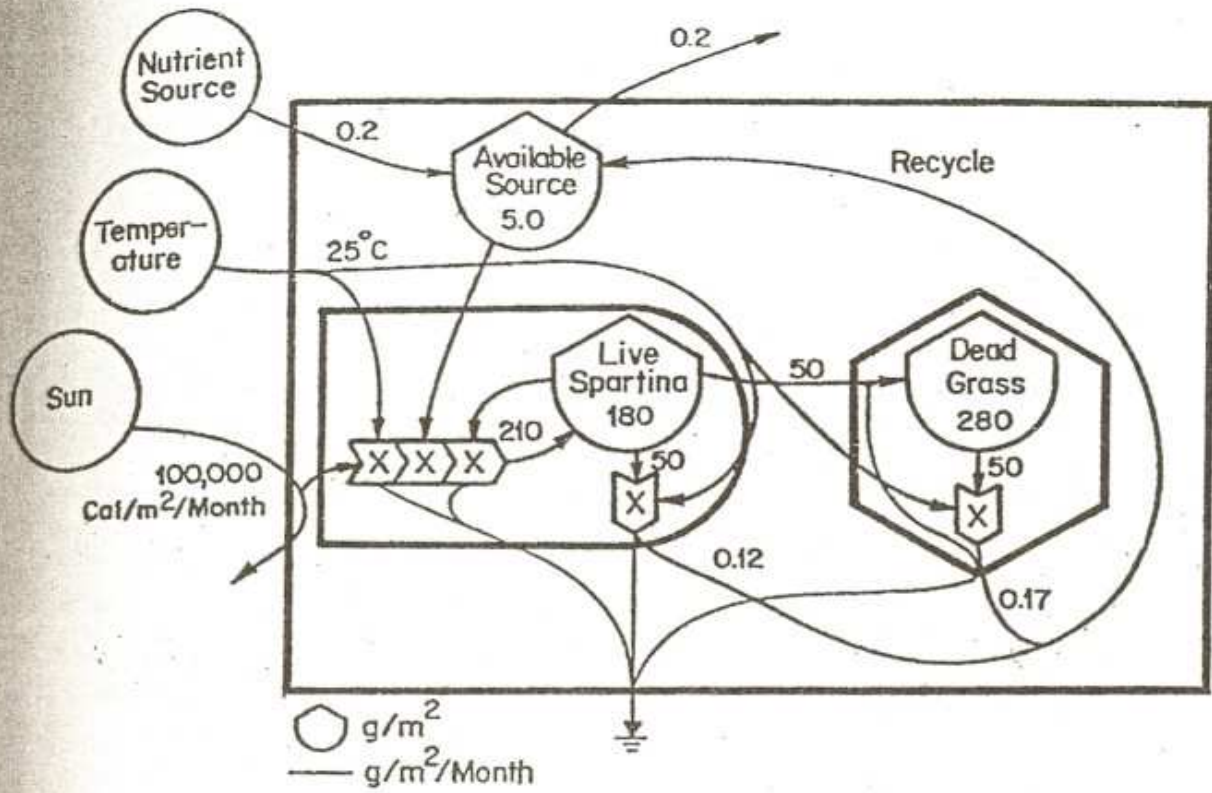 Nutrient
Source
0.2
0.2
Available
Source
5.0
Recycle
Temper-
ature
25°C
Sun
100,000
Cal/m²/Month
X X X
210
Live
Spartina
180
50
X
50
Dead
Grass
280
50
X
0.12
0.17
g/m²
g/m²/Month